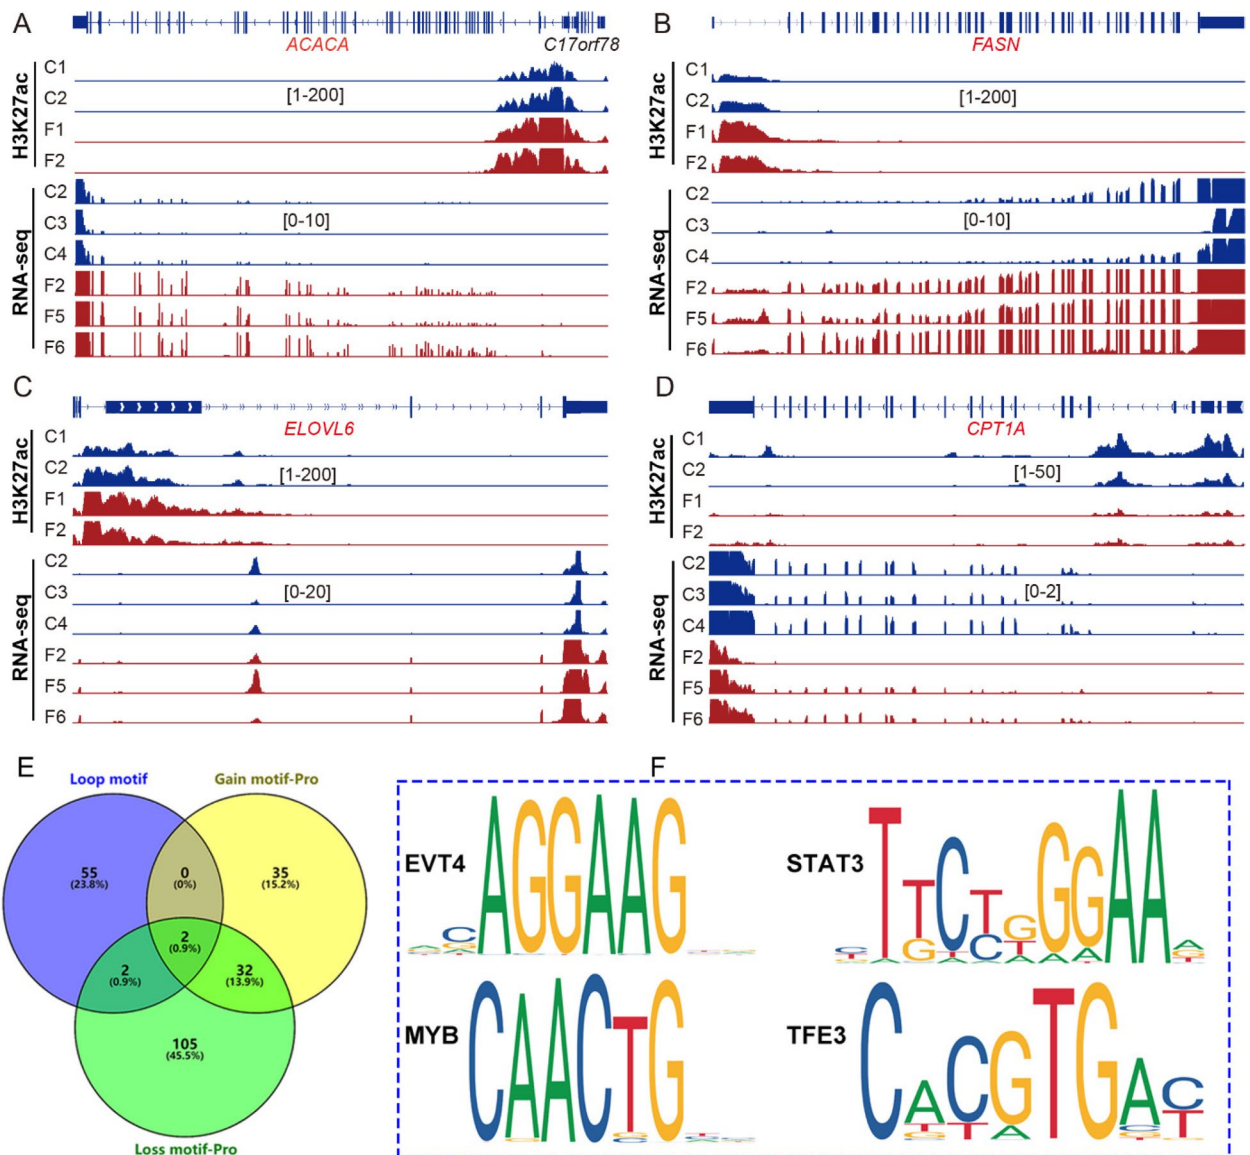 A
ACACA
C17orf78
H3K27ac
C1
C2
[1-200]
F1
F2
RNA-seq
C2
C3
[0-10]
C4
F2
F5
F6
B
FASN
H3K27ac
C1
C2
[1-200]
F1
F2
RNA-seq
C2
C3
[0-10]
C4
F2
F5
F6
C
ELOVL6
H3K27ac
C1
C2
[1-200]
F1
F2
RNA-seq
C2
C3
[0-20]
C4
F2
F5
F6
D
CPT1A
H3K27ac
C1
C2
[1-50]
F1
F2
RNA-seq
C2
C3
[0-2]
C4
F2
F5
F6
E
Loop motif
Gain motif-Pro
55
(23.8%)
0
(0%)
35
(15.2%)
2
(0.9%)
2
(0.9%)
32
(13.9%)
105
(45.5%)
Loss motif-Pro
F
EVT4
AGGAAG
STAT3
TTCTGGGAA
MYB
CAACTG
TFE3
CACGTGAC